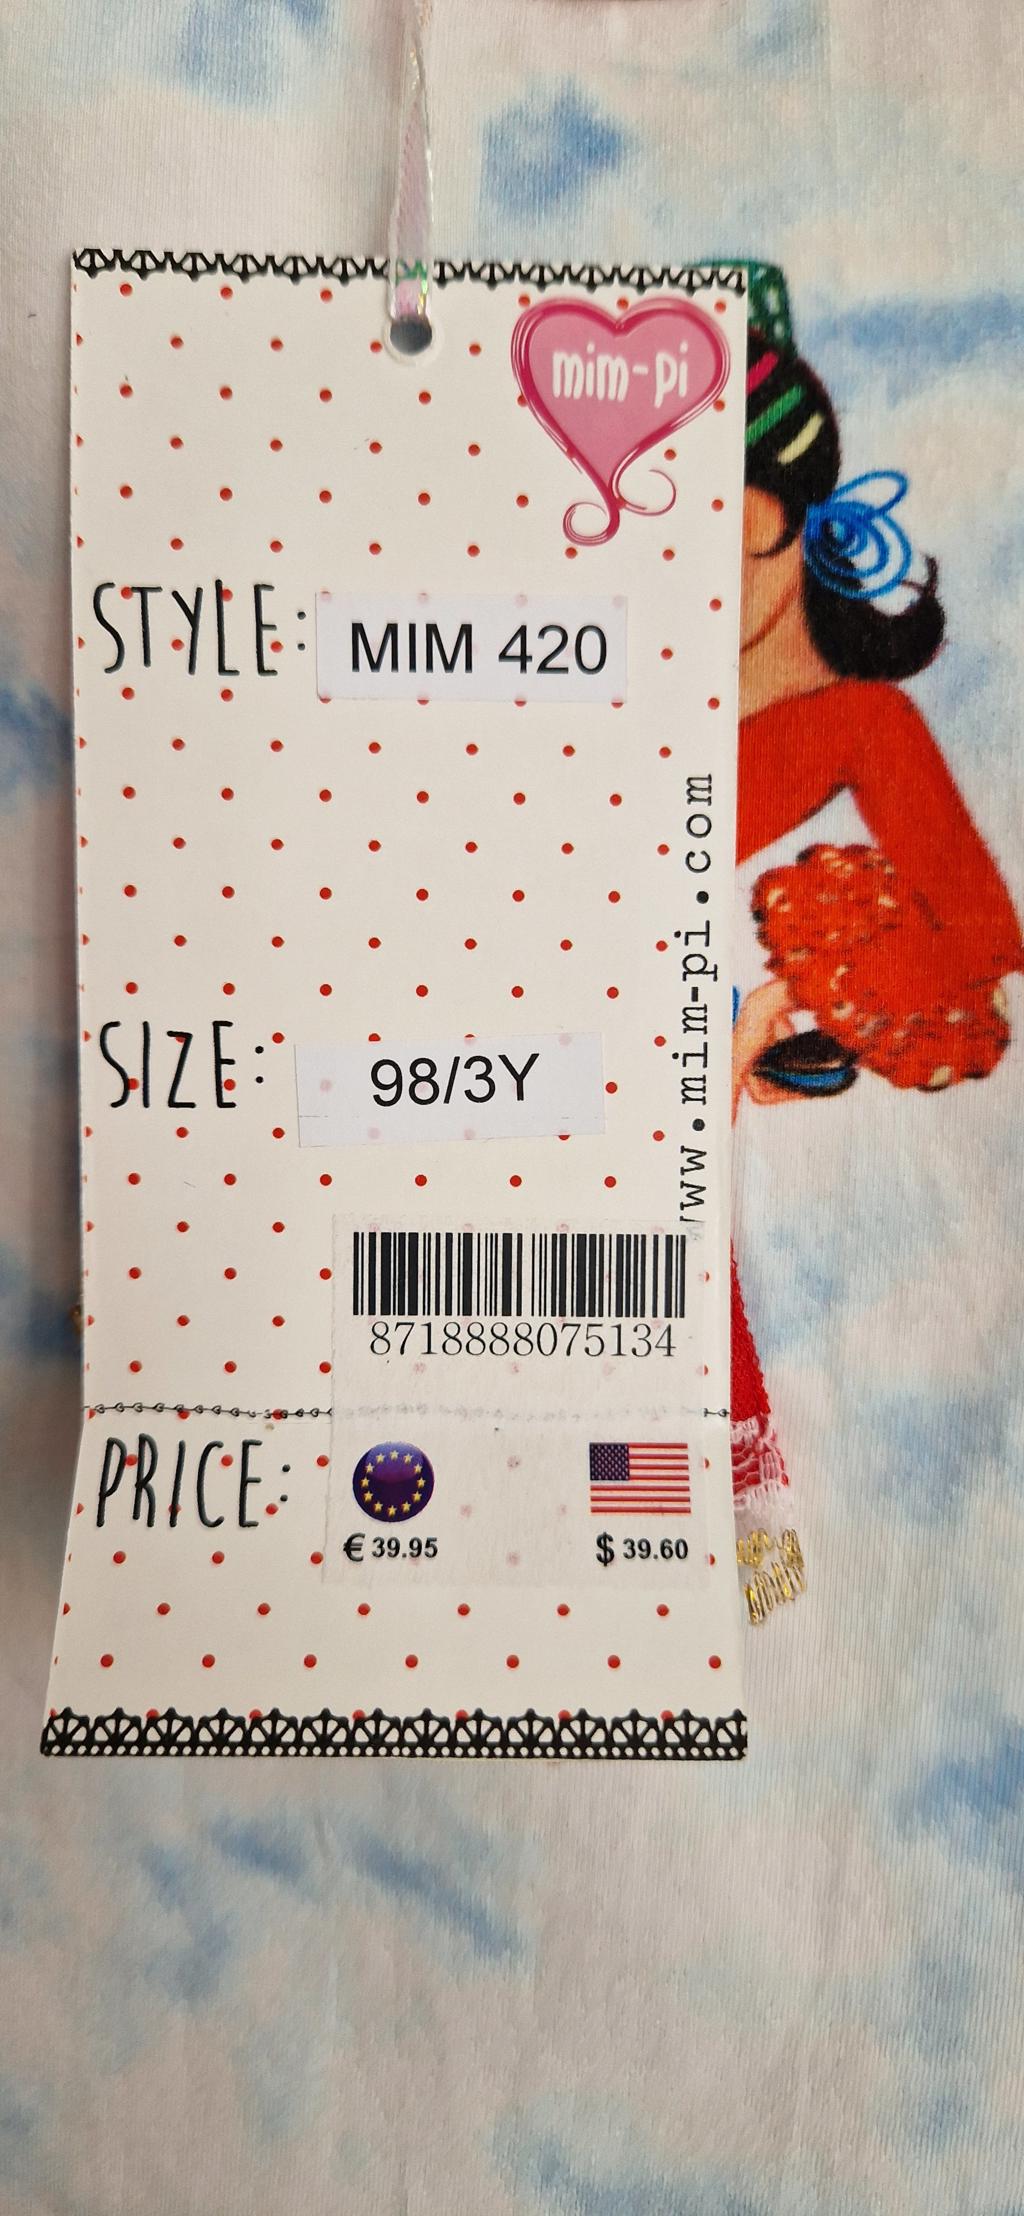 mim-pi
STYLE: MIM 420
www.mim-pi.com
SIZE: 98/3Y
8718888075134
PRICE:
€ 39.95 $ 39.60